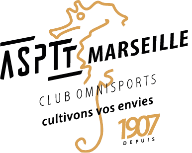 ASPTT MARSEILLE
CLUB OMNISPORTS
cultivons vos envies
1907
DEPUIS